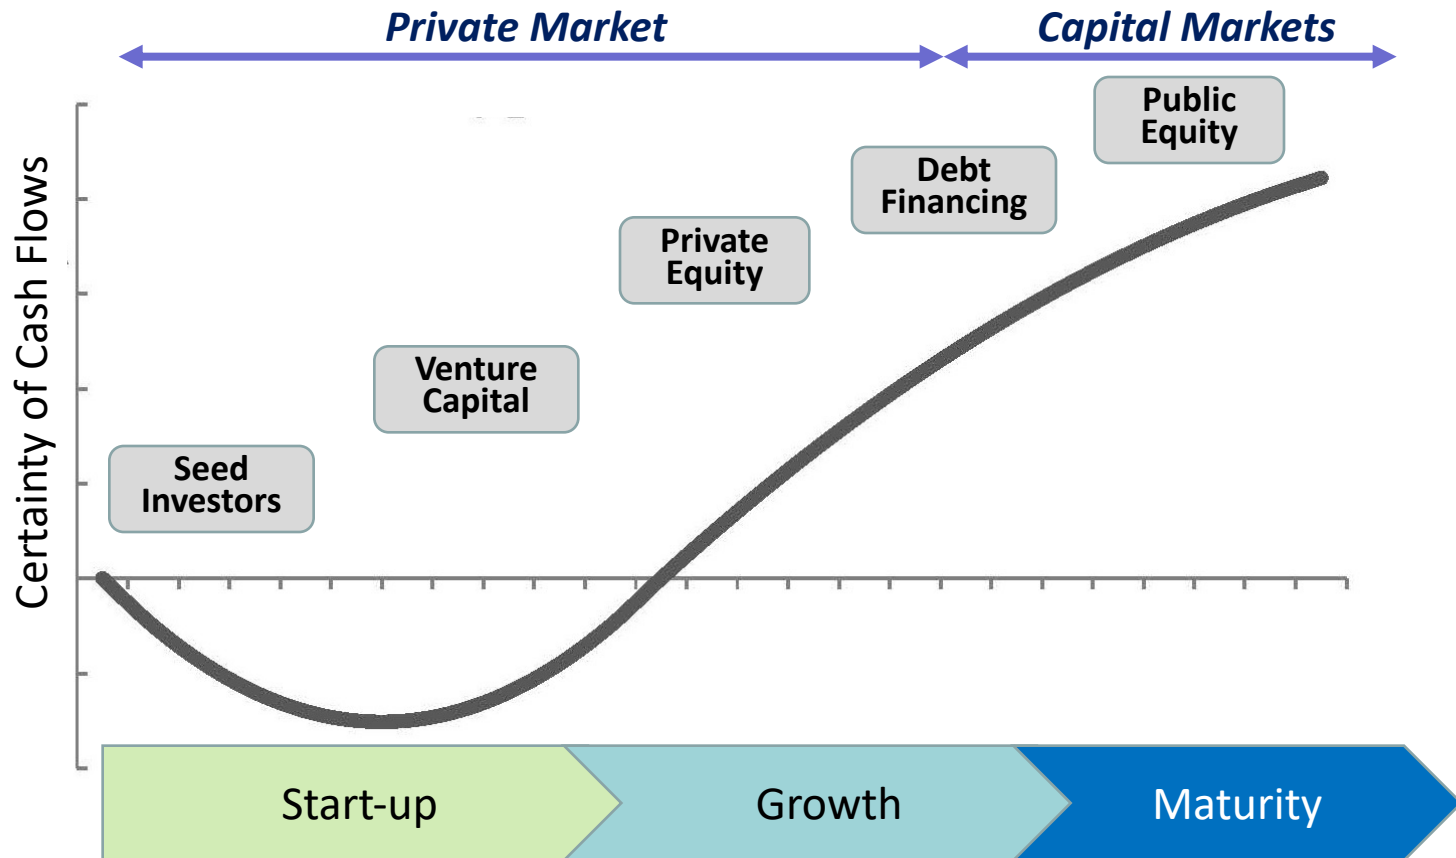 Private Market
Capital Markets
Public
Equity
Debt
Financing
Private
Equity
Venture
Capital
Seed
Investors
Certainty of Cash Flows
Start-up
Growth
Maturity